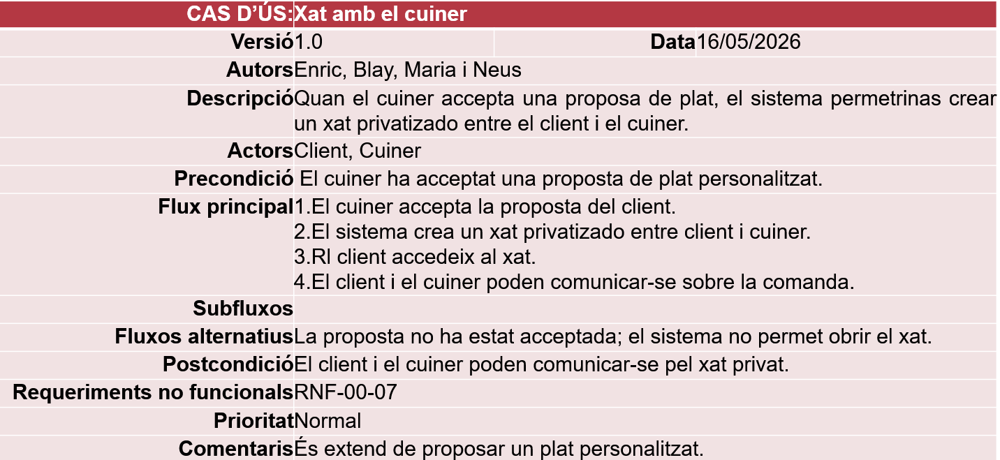 CAS D’ÚS: Xat amb el cuiner
Versió 1.0 Data 16/05/2026
Autors Enric, Blay, Maria i Neus
Descripció Quan el cuiner accepta una proposa de plat, el sistema permetrinas crear
un xat privatizado entre el client i el cuiner.
Actors Client, Cuiner
Precondició El cuiner ha acceptat una proposta de plat personalitzat.
Flux principal 1.El cuiner accepta la proposta del client.
2.El sistema crea un xat privatizado entre client i cuiner.
3.Rl client accedeix al xat.
4.El client i el cuiner poden comunicar-se sobre la comanda.
Subfluxos
Fluxos alternatius La proposta no ha estat acceptada; el sistema no permet obrir el xat.
Postcondició El client i el cuiner poden comunicar-se pel xat privat.
Requeriments no funcionals RNF-00-07
Prioritat Normal
Comentaris És extend de proposar un plat personalitzat.